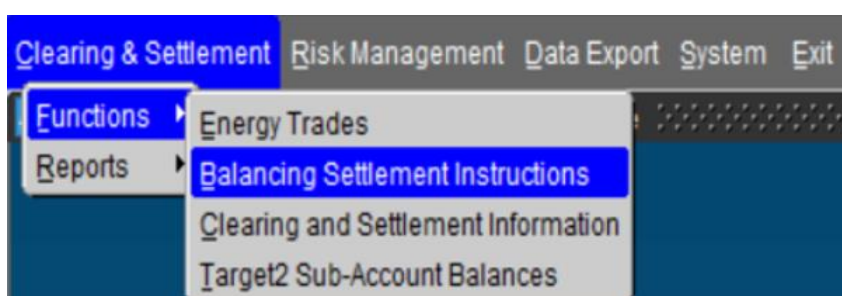 Clearing & Settlement Risk Management Data Export System Exit
Functions Energy Trades
Reports Balancing Settlement Instructions
Clearing and Settlement Information
Target2 Sub-Account Balances